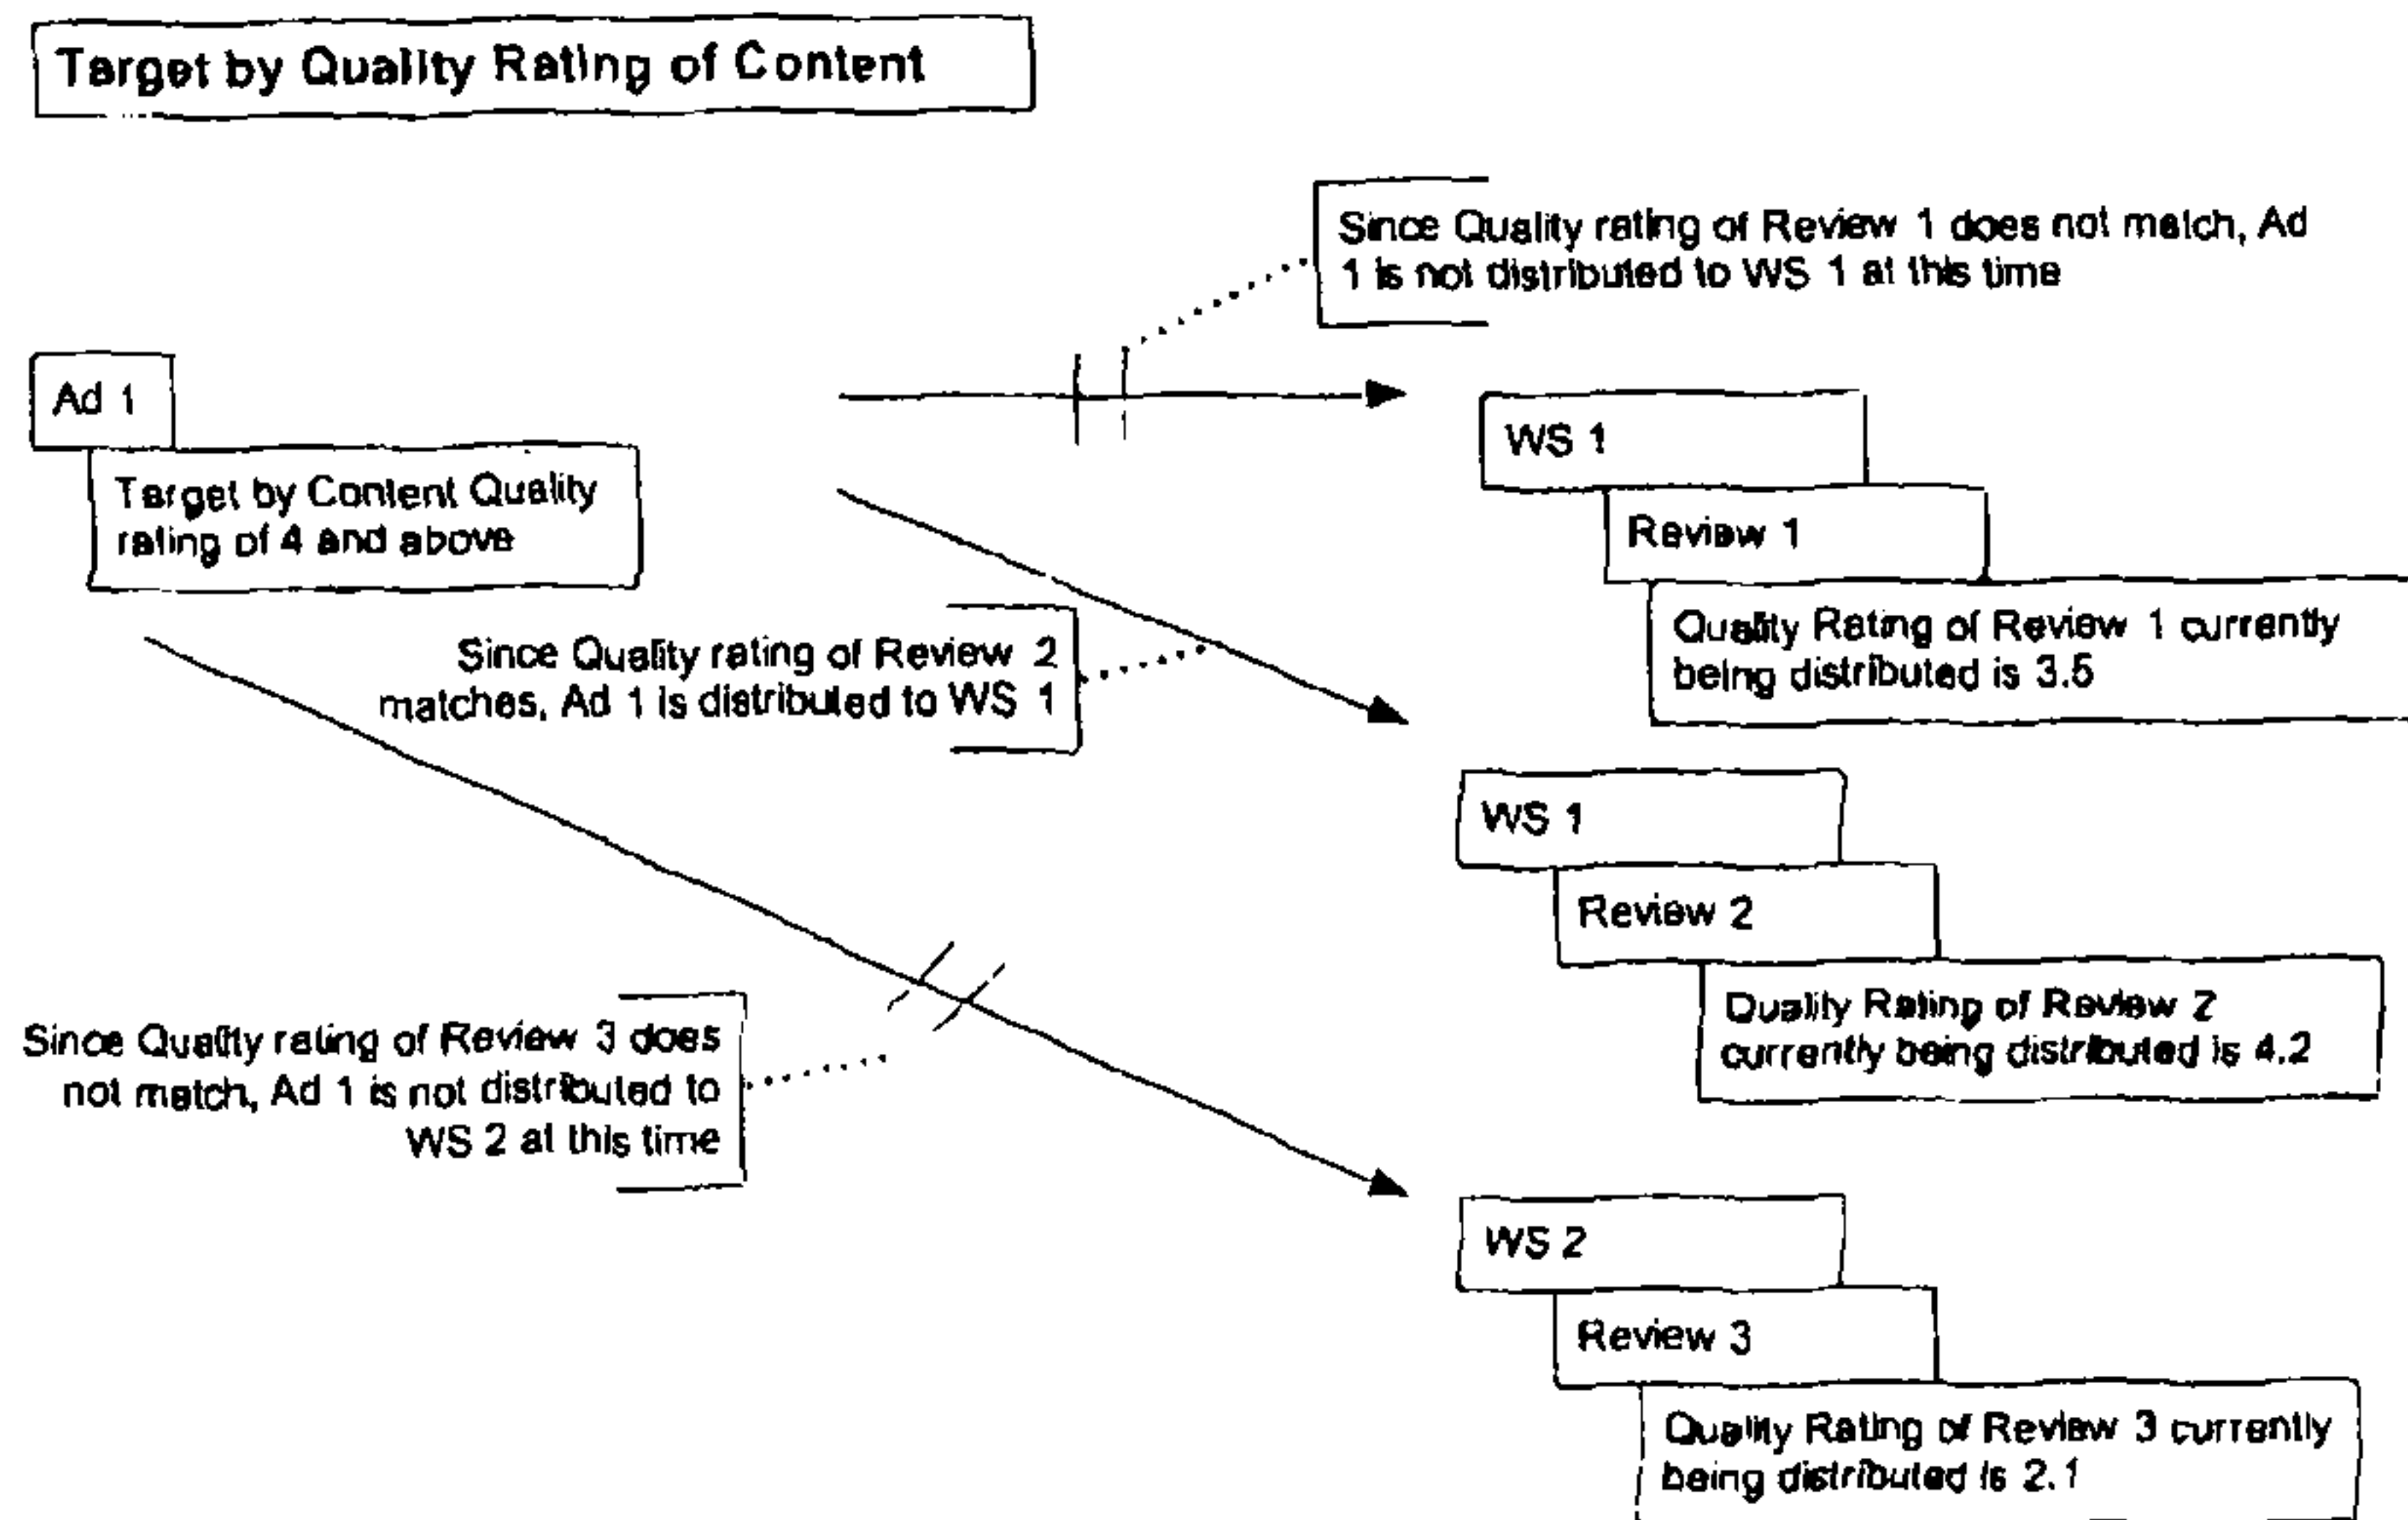 Target by Quality Rating of Content
Since Quality rating of Review 1 does not match, Ad
1 is not distributed to WS 1 at this time
Ad 1
Target by Content Quality
rating of 4 and above
WS 1
Review 1
Quality Rating of Review 1 currently
being distributed is 3.5
Since Quality rating of Review 2
matches, Ad 1 is distributed to WS 1
WS 1
Review 2
Quality Rating of Review 2
currently being distributed is 4.2
Since Quality rating of Review 3 does
not match, Ad 1 is not distributed to
WS 2 at this time
WS 2
Review 3
Quality Rating of Review 3 currently
being distributed is 2.1